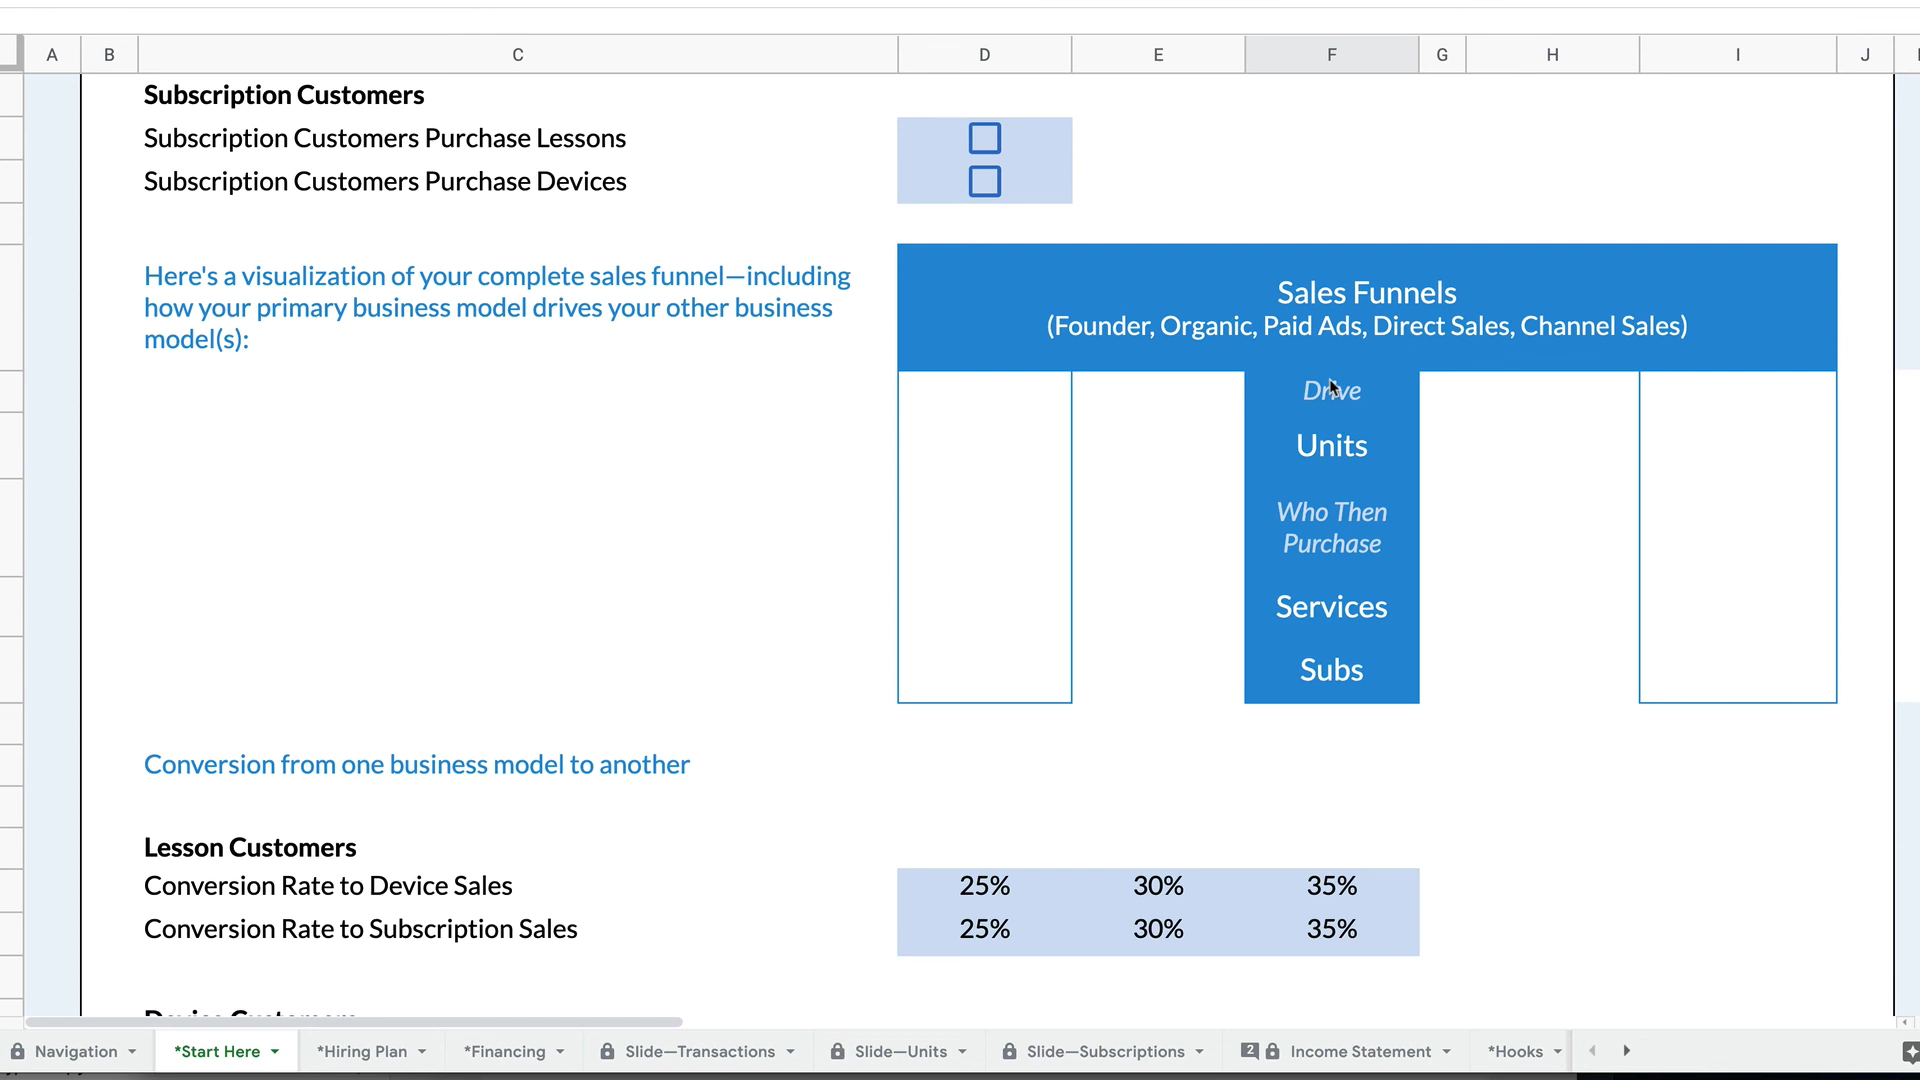 A B C D E F G H I J
Subscription Customers
Subscription Customers Purchase Lessons
Subscription Customers Purchase Devices
Here's a visualization of your complete sales funnel—including
how your primary business model drives your other business
model(s):
Sales Funnels
(Founder, Organic, Paid Ads, Direct Sales, Channel Sales)
Drive
Units
Who Then
Purchase
Services
Subs
Conversion from one business model to another
Lesson Customers
Conversion Rate to Device Sales 25% 30% 35%
Conversion Rate to Subscription Sales 25% 30% 35%
Device Customers
Navigation *Start Here *Hiring Plan *Financing Slide—Transactions Slide—Units Slide—Subscriptions 2 Income Statement *Hooks